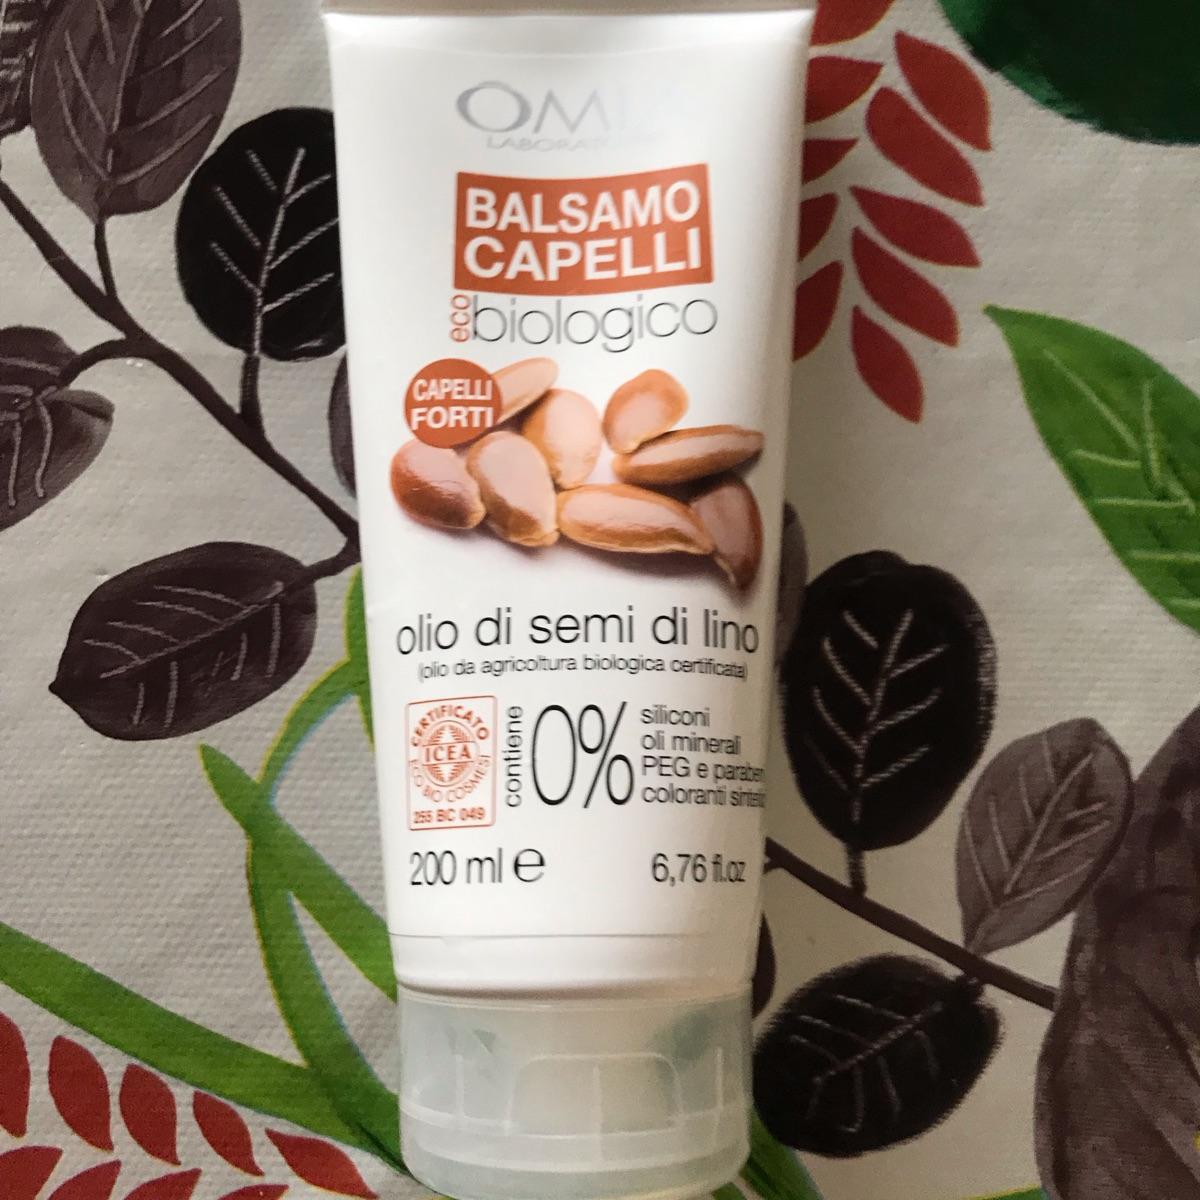 BALSAMO
CAPELLI
eco biologico
CAPELLI
FORTI
olio di semi di lino
(olio da agricoltura biologica certificata)
CERTIFICATO
ICEA
ECO BIO COSMESI
255 BC 049
contiene
0%
siliconi
oli minerali
PEG e
coloranti
200 ml e
6,76 fl.oz